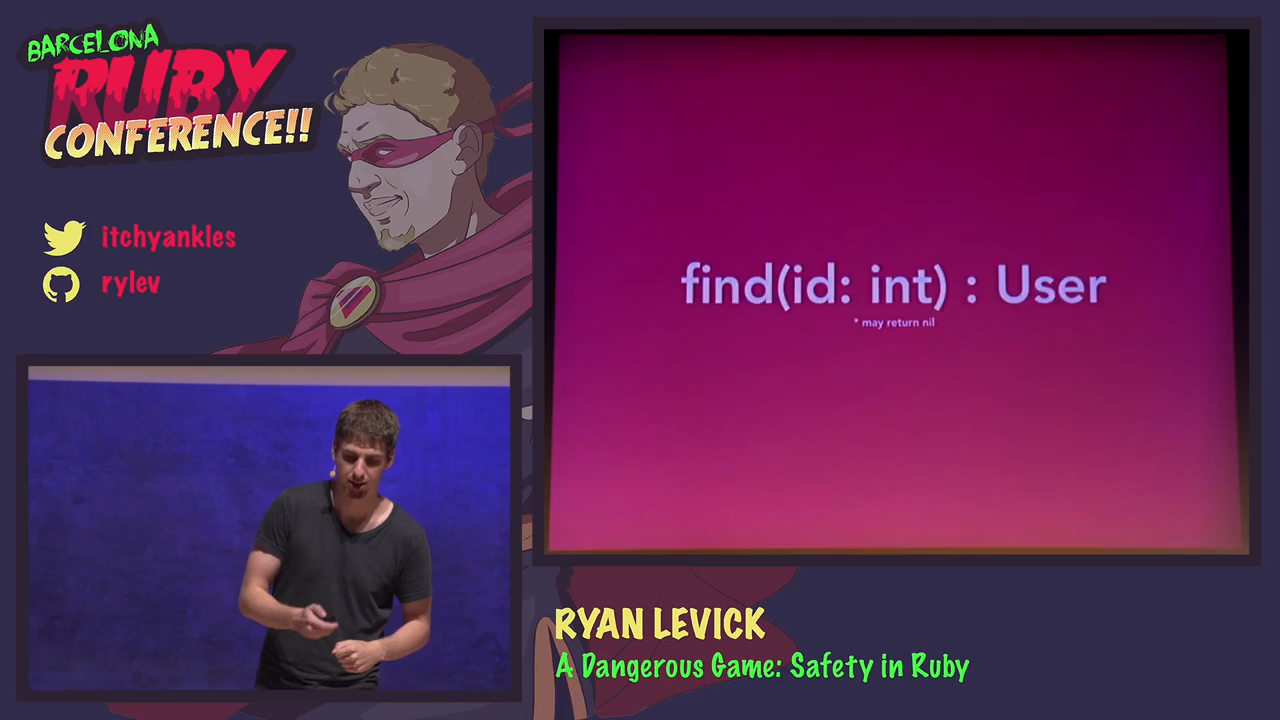 BARCELONA
RUBY
CONFERENCE!!
itchyankles
rylev
find(id: int) : User
* may return nil
RYAN LEVICK
A Dangerous Game: Safety in Ruby